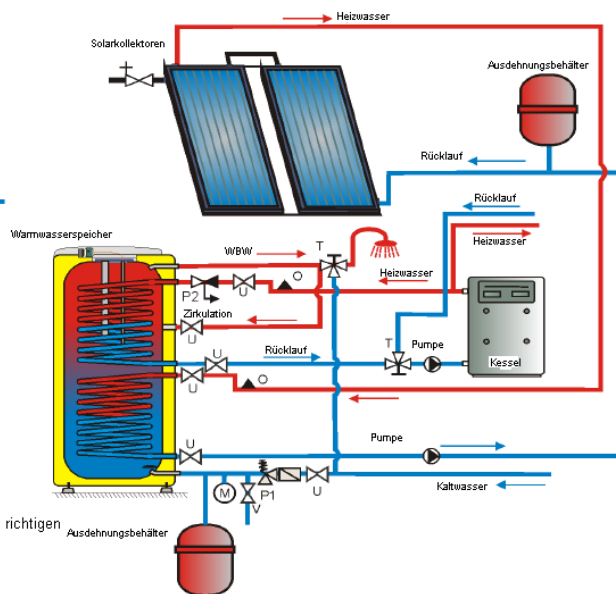 Heizwasser
Solarkollektoren
Ausdehnungsbehälter
Rücklauf
Rücklauf
Warmwasserspeicher
WBW
T
Heizwasser
Heizwasser
O
P2
U
Zirkulation
U
Rücklauf
T
Pumpe
U
Kessel
U
O
Pumpe
U
M
V
P1
U
Kaltwasser
richtigen
Ausdehnungsbehälter